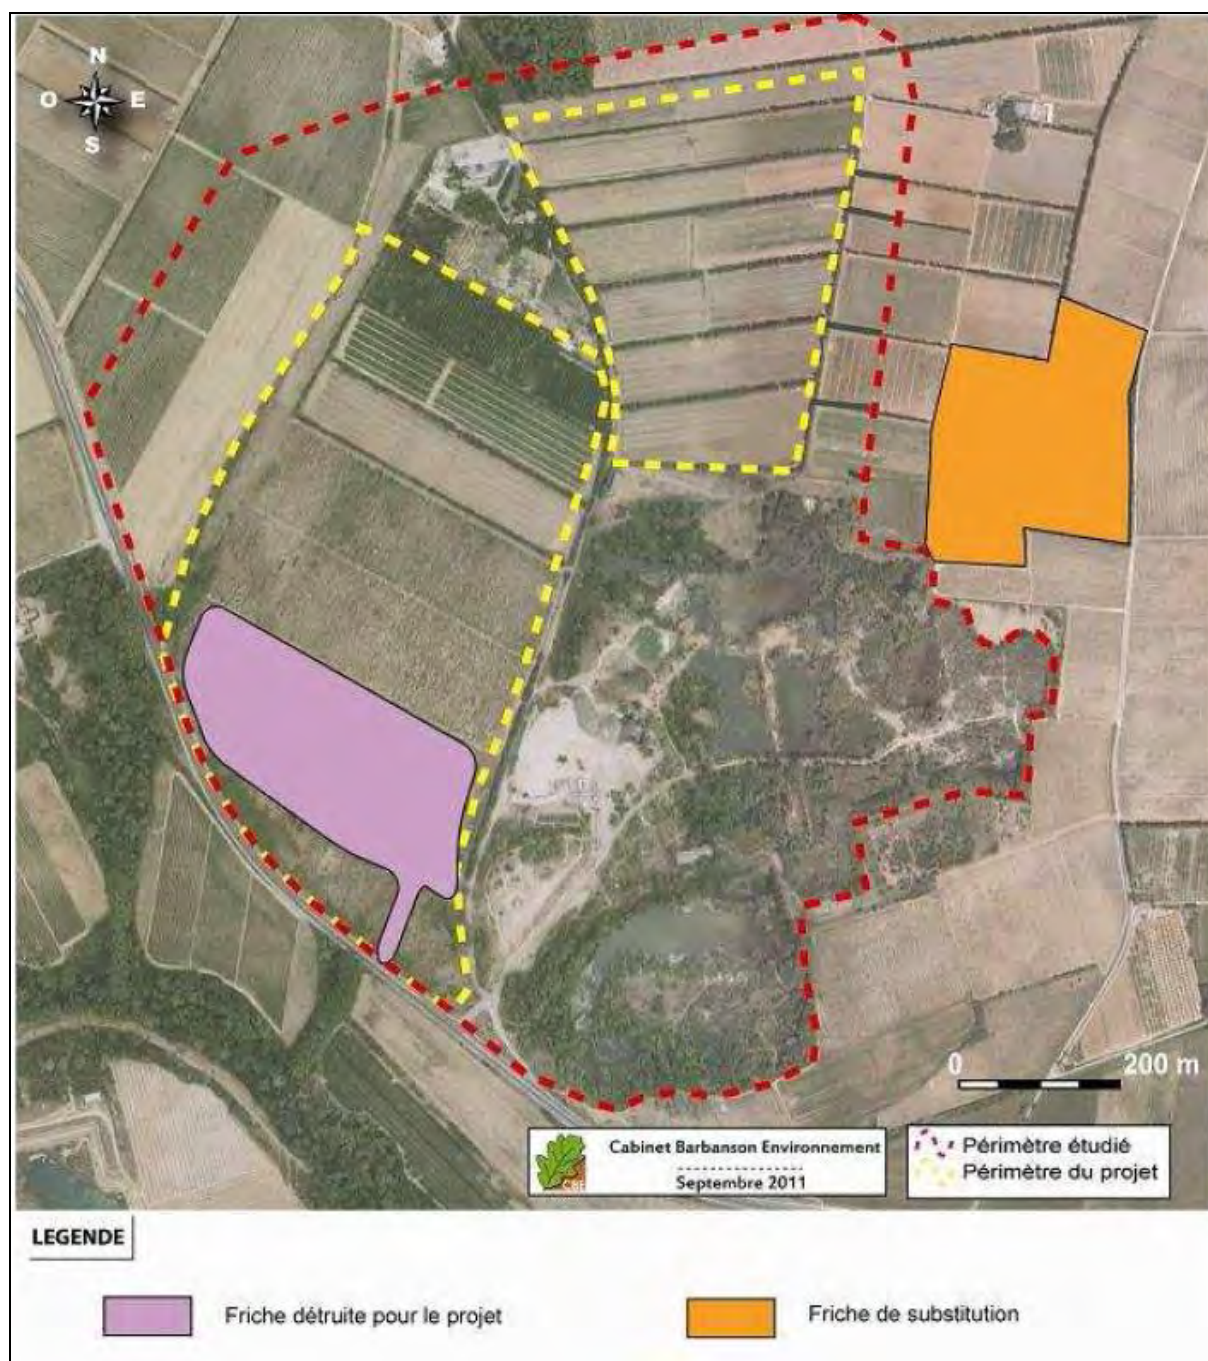 N
O E
S
0 200 m
Cabinet Barbanson Environnement
Septembre 2011
CBE
Périmètre étudié
Périmètre du projet
LEGENDE
Friche détruite pour le projet
Friche de substitution